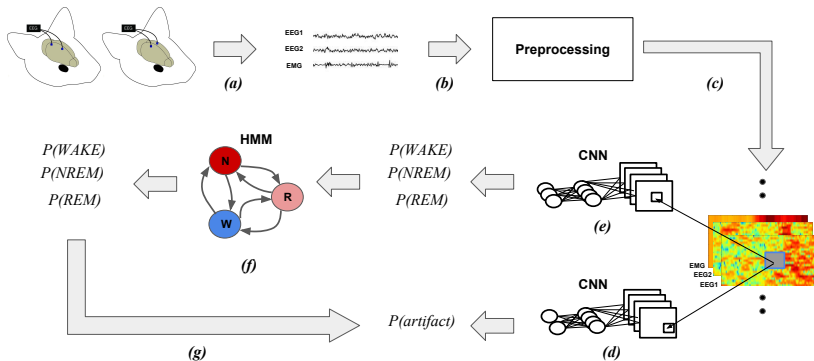 EEG
EEG
EEG1
EEG2
EMG
(a)
(b)
Preprocessing
(c)
P(WAKE)
P(NREM)
P(REM)
HMM
N
R
W
(f)
P(WAKE)
P(NREM)
P(REM)
CNN
(e)
EMG
EEG2
EEG1
(g)
P(artifact)
CNN
(d)